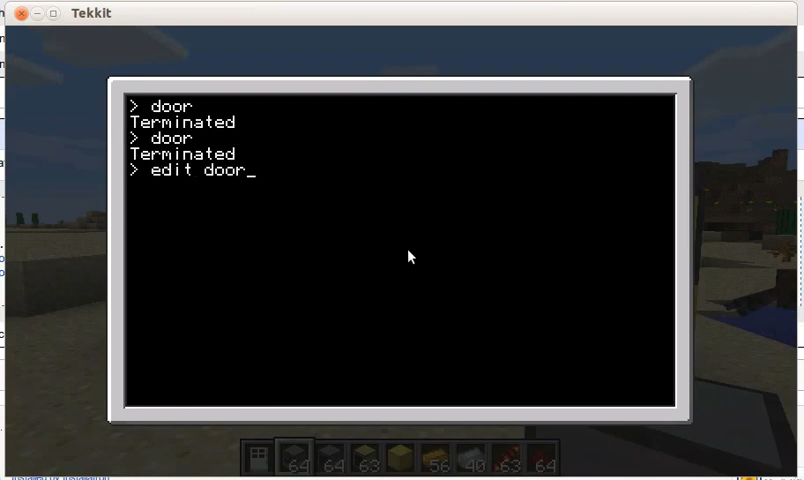 Tekkit
> door
Terminated
> door
Terminated
> edit door_
64 64 63 56 40 63 64